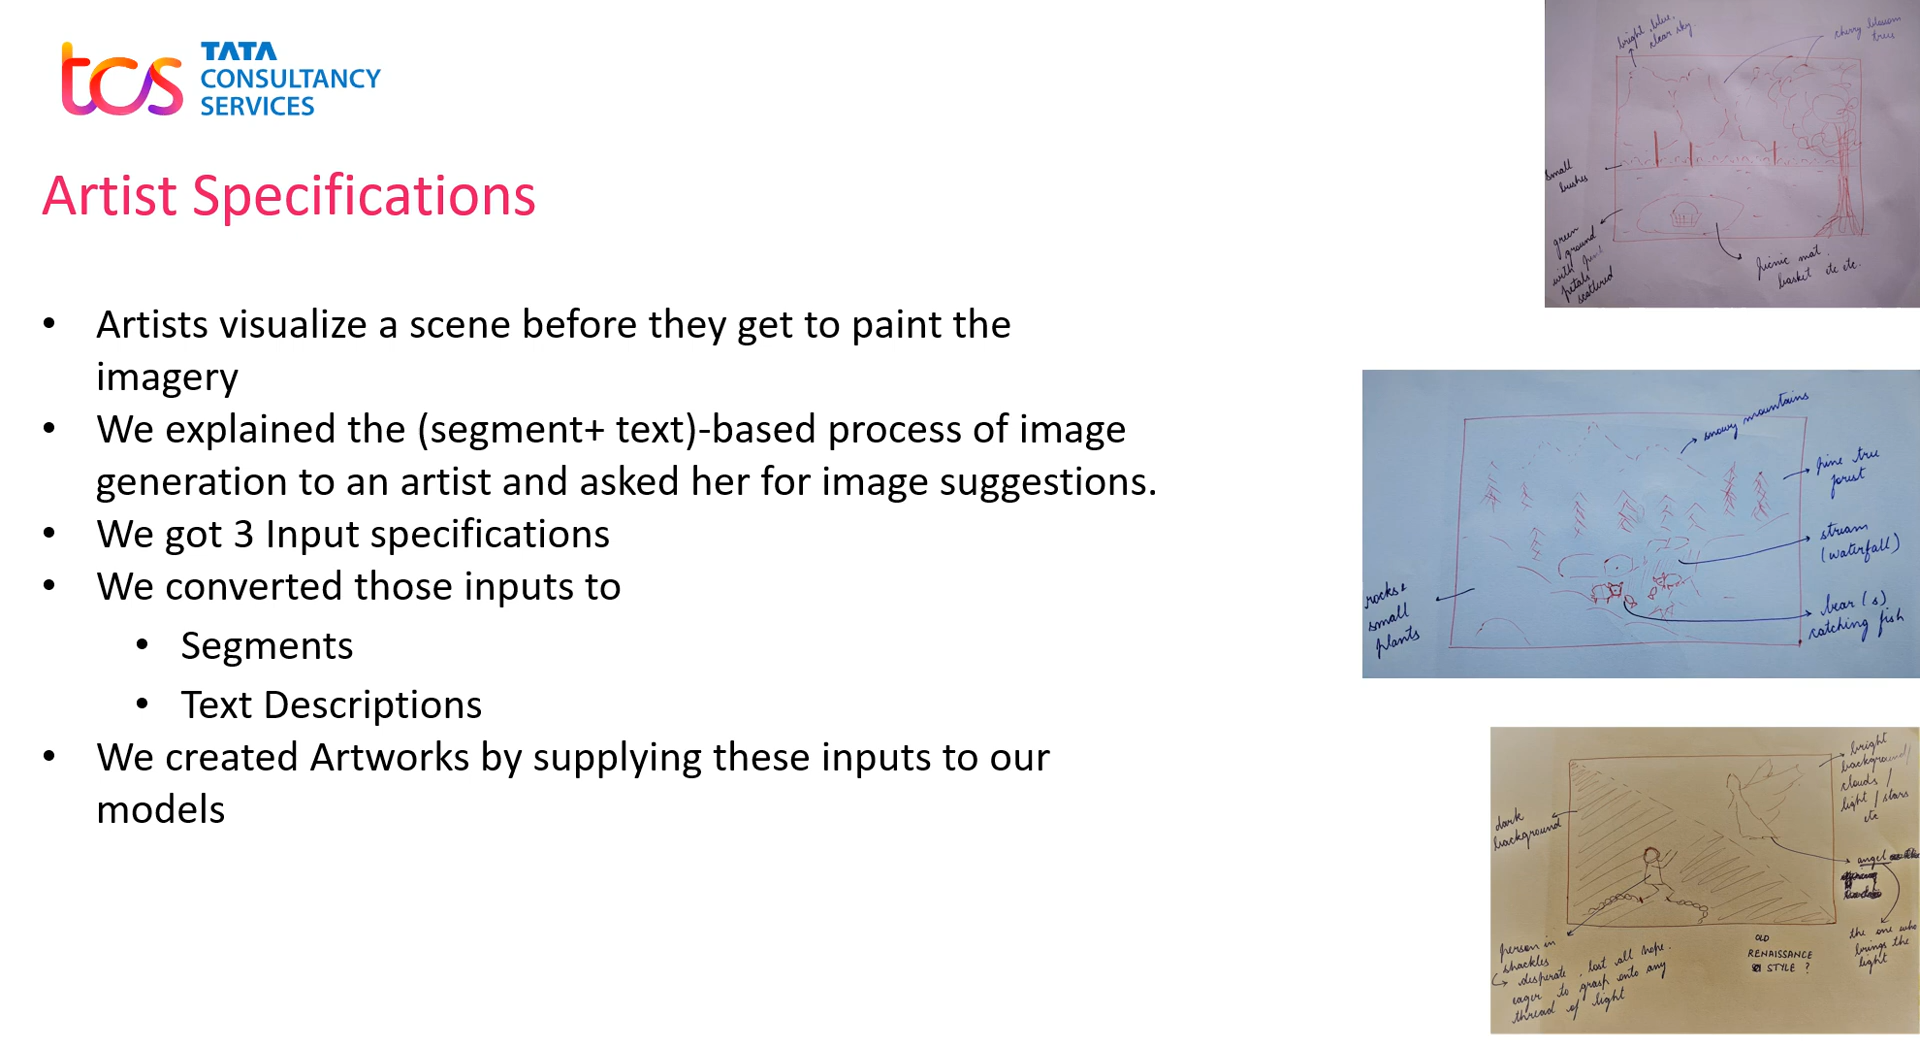 tcs
TATA
CONSULTANCY
SERVICES
Artist Specifications
• Artists visualize a scene before they get to paint the
imagery
• We explained the (segment+ text)-based process of image
generation to an artist and asked her for image suggestions.
• We got 3 Input specifications
• We converted those inputs to
• Segments
• Text Descriptions
• We created Artworks by supplying these inputs to our
models
bright, blue,
clear sky.
cherry blossom
trees
small
bushes
green
ground
with
petals
scattered
picnic mat,
basket etc etc.
snowy mountains
pine tree
forest
stream
(waterfall)
rocks &
small
plants
bear(s)
catching fish
bright
background/
clouds /
light / stars
etc
dark
background
angel
the one who
brings the
light
person in
shackles
desperate, lost all hope.
eager to grasp onto any
thread of light
OLD
RENAISSANCE
STYLE ?